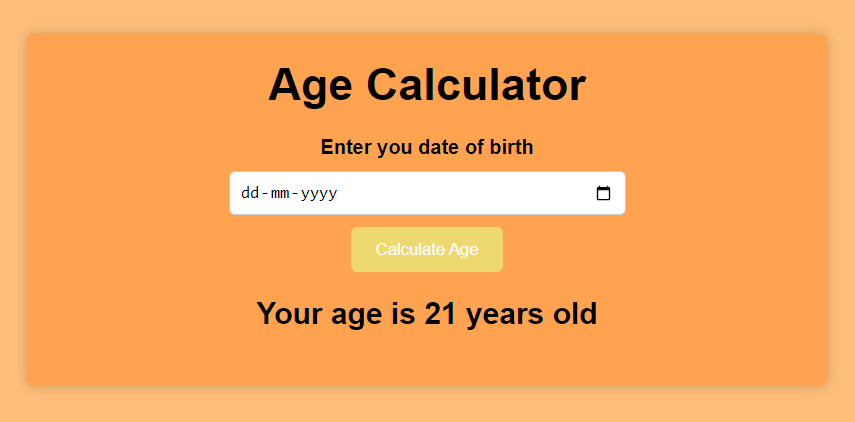 Age Calculator
Enter you date of birth
dd-mm-yyyy
Calculate Age
Your age is 21 years old